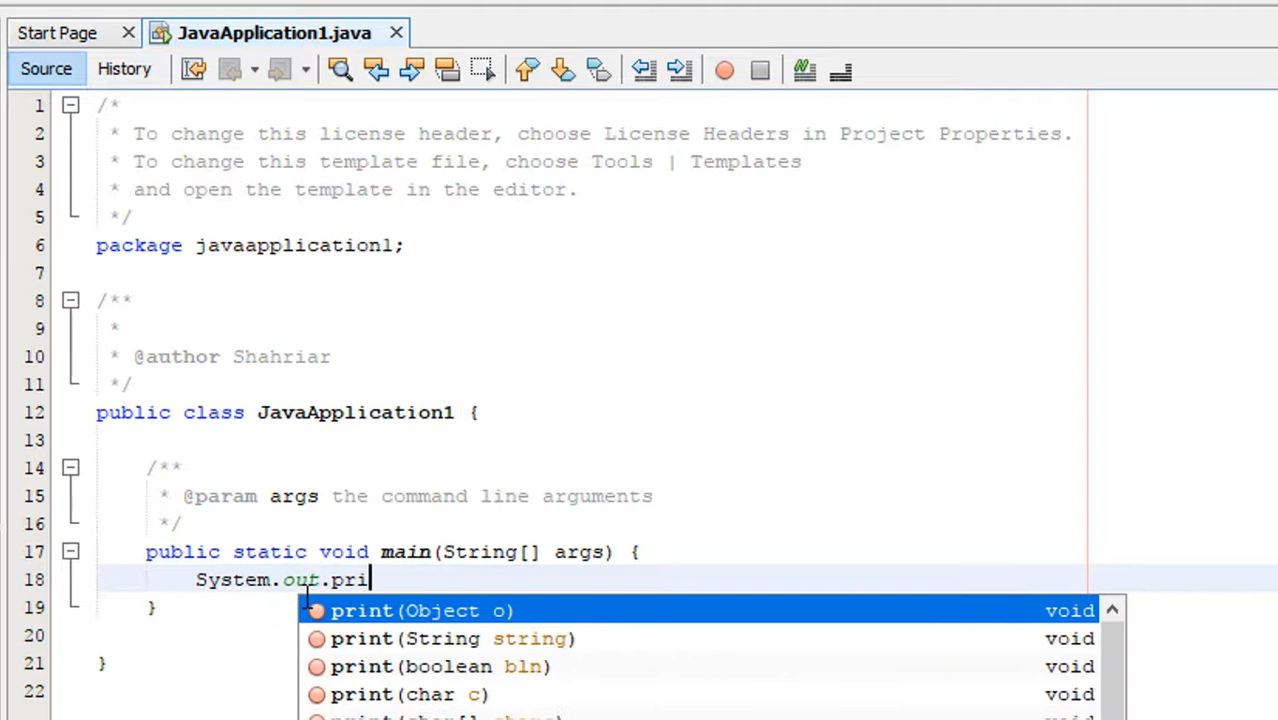 Start Page
JavaApplication1.java
Source History
1 /*
2 * To change this license header, choose License Headers in Project Properties.
3 * To change this template file, choose Tools | Templates
4 * and open the template in the editor.
5 */
6 package javaapplication1;
7
8 /**
9 *
10 * @author Shahriar
11 */
12 public class JavaApplication1 {
13
14 /**
15 * @param args the command line arguments
16 */
17 public static void main(String[] args) {
18 System.out.pri
19 }
print(Object o) void
20
print(String string) void
21 }
print(boolean bln) void
22
print(char c) void